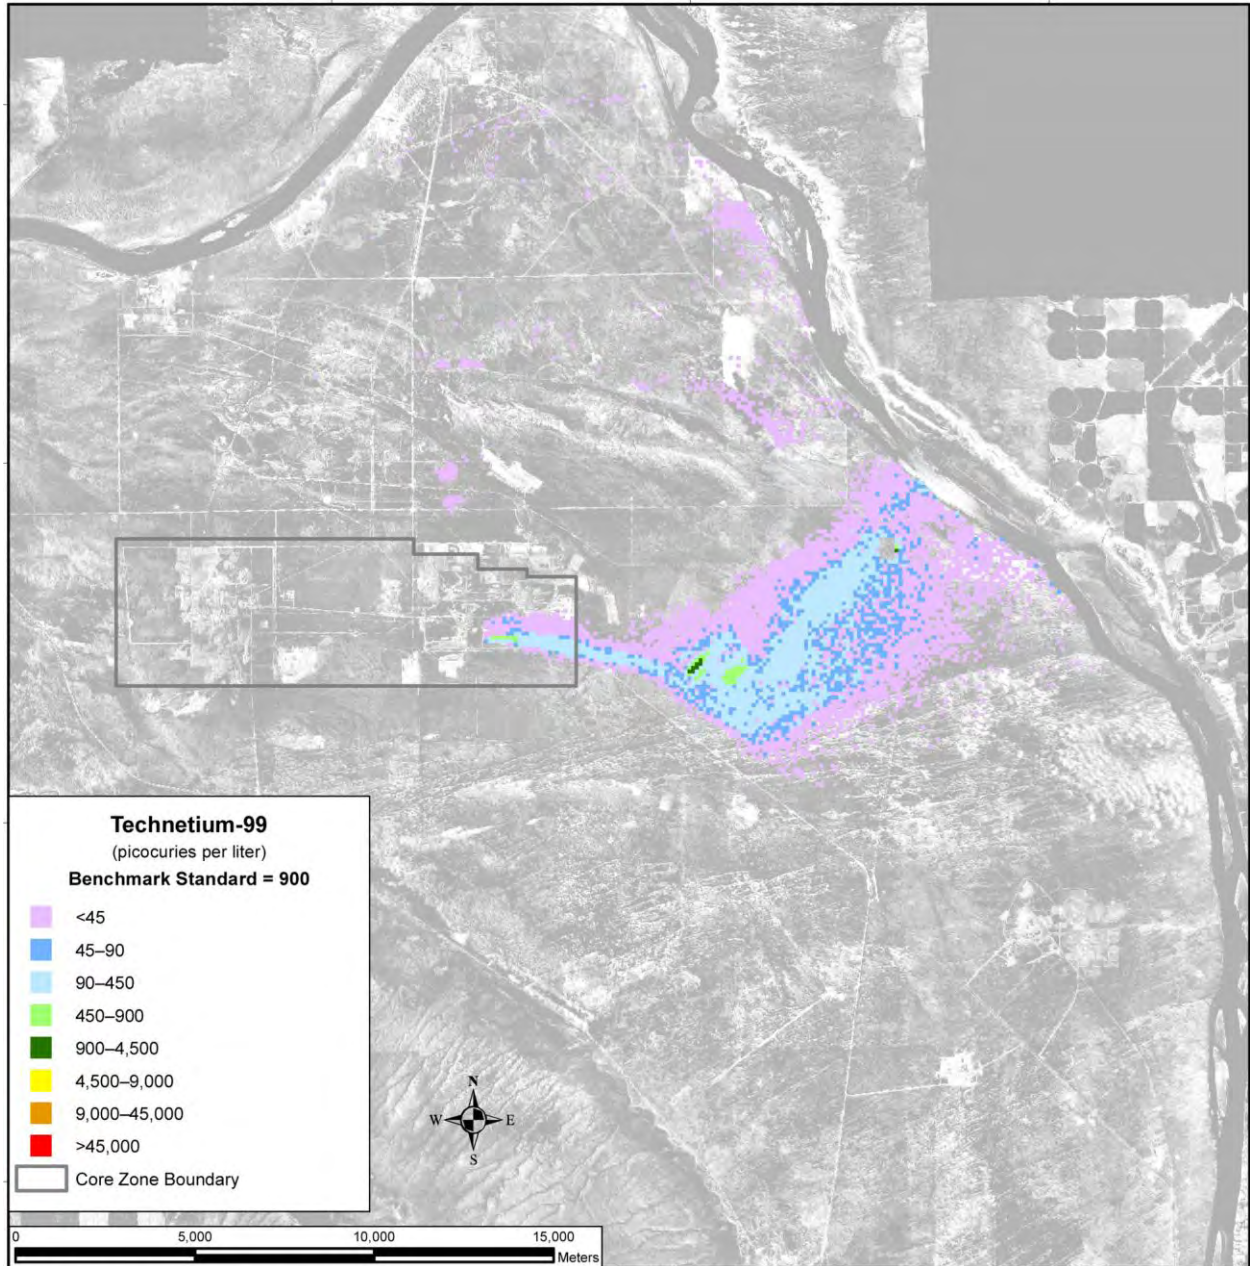 Technetium-99
(picocuries per liter)
Benchmark Standard = 900
<45
45–90
90–450
450–900
900–4,500
4,500–9,000
9,000–45,000
>45,000
Core Zone Boundary
N
W E
S
0 5,000 10,000 15,000
Meters